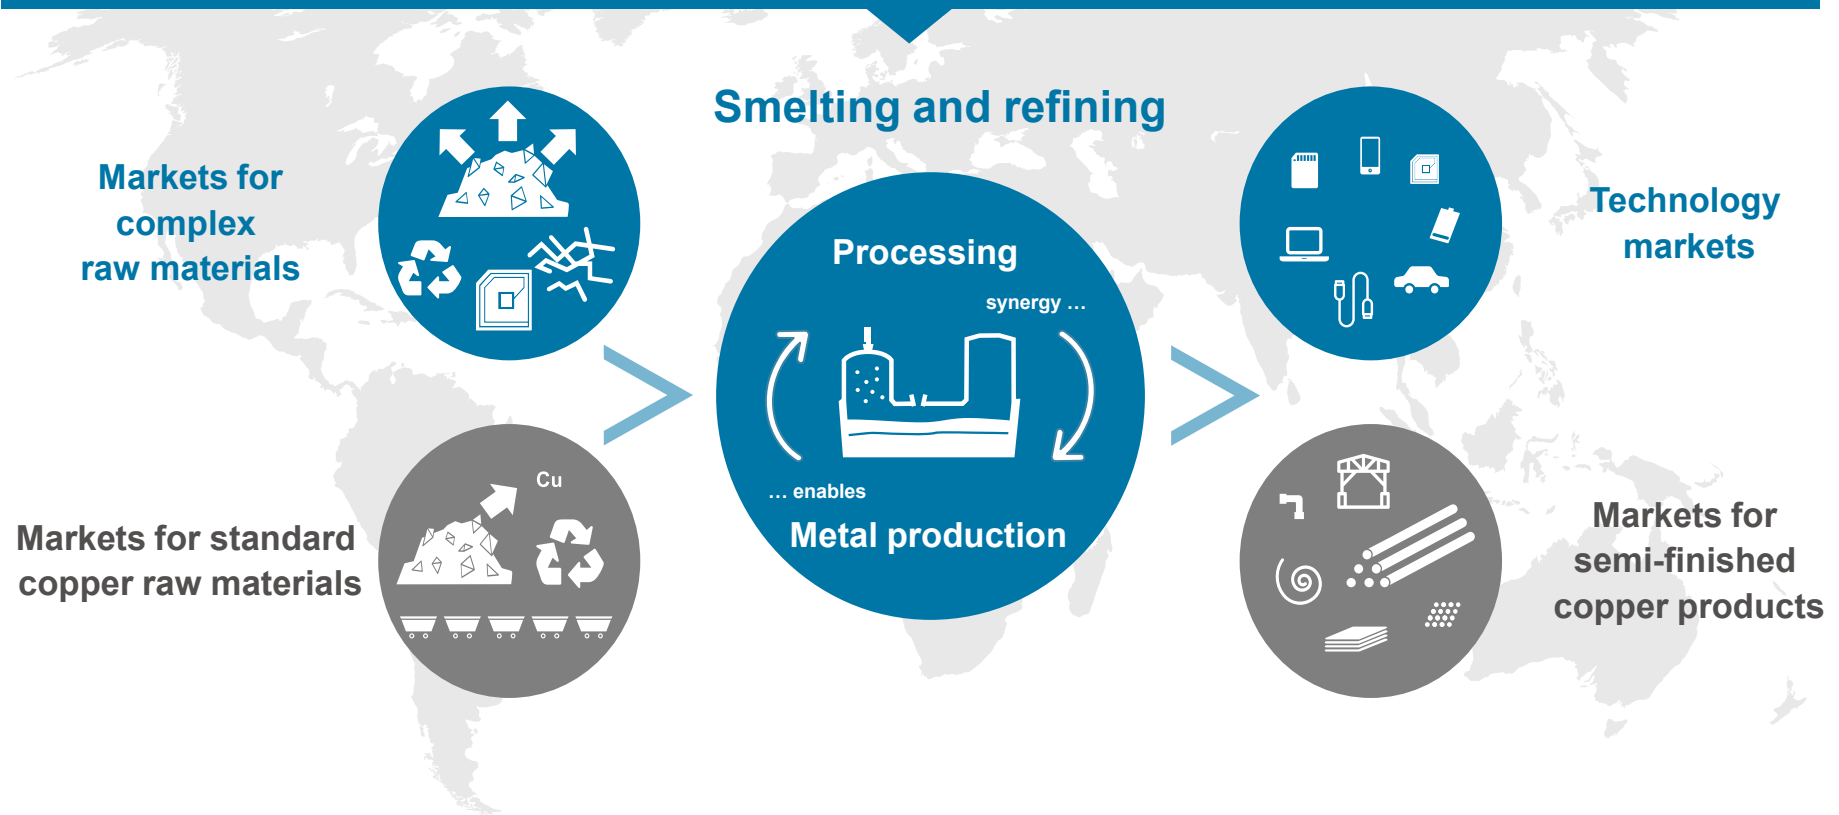 Smelting and refining
Markets for
complex
raw materials
Processing
synergy ...
... enables
Metal production
Technology
markets
Cu
Markets for standard
copper raw materials
Markets for
semi-finished
copper products